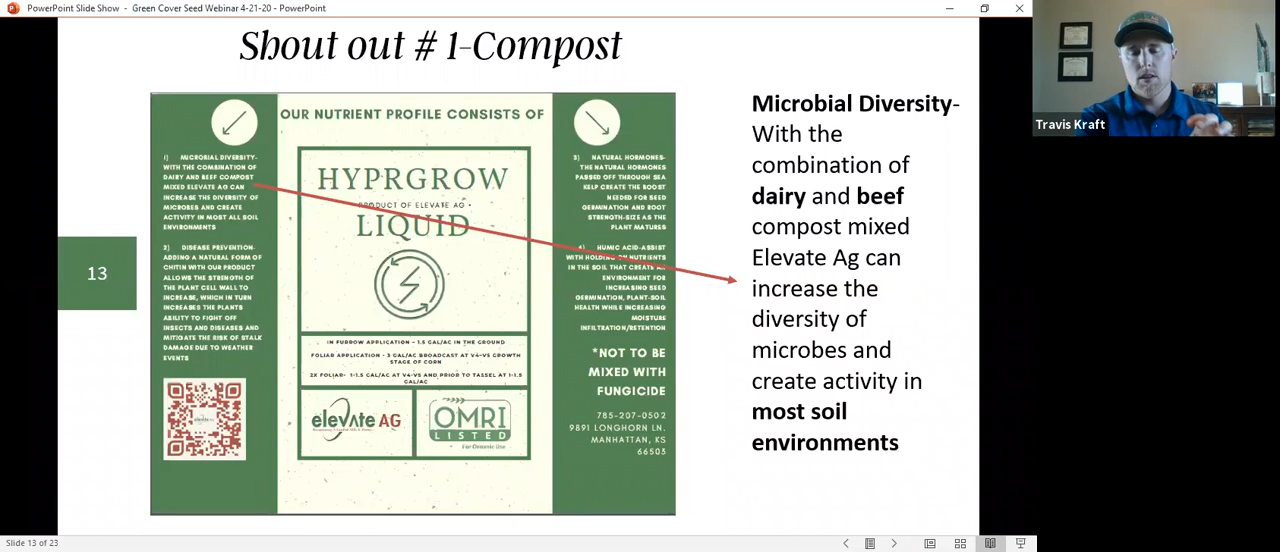 PowerPoint Slide Show - Green Cover Seed Webinar 4-21-20 - PowerPoint
Shout out # 1-Compost
OUR NUTRIENT PROFILE CONSISTS OF
1) MICROBIAL DIVERSITY-
WITH THE COMBINATION OF
DAIRY AND BEEF COMPOST
MIXED ELEVATE AG CAN
INCREASE THE DIVERSITY OF
MICROBES AND CREATE
ACTIVITY IN MOST ALL SOIL
ENVIRONMENTS
2) DISEASE PREVENTION-
ADDING A NATURAL FORM OF
CHITIN WITH OUR PRODUCT
ALLOWS THE STRENGTH OF
THE PLANT CELL WALL TO
INCREASE, WHICH IN TURN
INCREASES THE PLANTS
ABILITY TO FIGHT OFF
INSECTS AND DISEASES AND
MITIGATE THE RISK OF STALK
DAMAGE DUE TO WEATHER
EVENTS
HYPRGROW
PRODUCT OF ELEVATE AG
LIQUID
IN FURROW APPLICATION - 1.5 GAL/AC IN THE GROUND
FOLIAR APPLICATION - 3 GAL/AC BROADCAST AT V4-V5 GROWTH
STAGE OF CORN
2X FOLIAR- 1-1.5 GAL/AC AT V4-V5 AND PRIOR TO TASSEL AT 1-1.5
GAL/AC
elevate AG
OMRI
LISTED
For Organic Use
3) NATURAL HORMONES-
THE NATURAL HORMONES
PASSED OFF THROUGH SEA
KELP CREATE THE BOOST
NEEDED FOR SEED
GERMINATION AND ROOT
STRENGTH-SIZE AS THE
PLANT MATURES
4) HUMIC ACID-ASSIST
WITH HOLDING ON NUTRIENTS
IN THE SOIL THAT CREATE AN
ENVIRONMENT FOR
INCREASING SEED
GERMINATION, PLANT-SOIL
HEALTH WHILE INCREASING
MOISTURE
INFILTRATION/RETENTION
*NOT TO BE
MIXED WITH
FUNGICIDE
785-207-0502
9891 LONGHORN LN.
MANHATTAN, KS
66503
13
Microbial Diversity-
With the
combination of
dairy and beef
compost mixed
Elevate Ag can
increase the
diversity of
microbes and
create activity in
most soil
environments
Travis Kraft
Slide 13 of 23